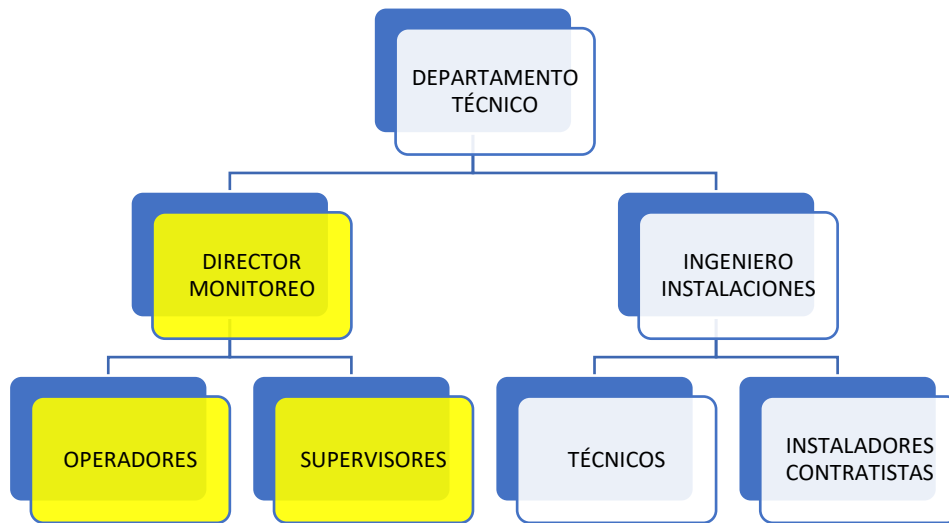 DEPARTAMENTO
TÉCNICO
DIRECTOR
MONITOREO
INGENIERO
INSTALACIONES
OPERADORES
SUPERVISORES
TÉCNICOS
INSTALADORES
CONTRATISTAS